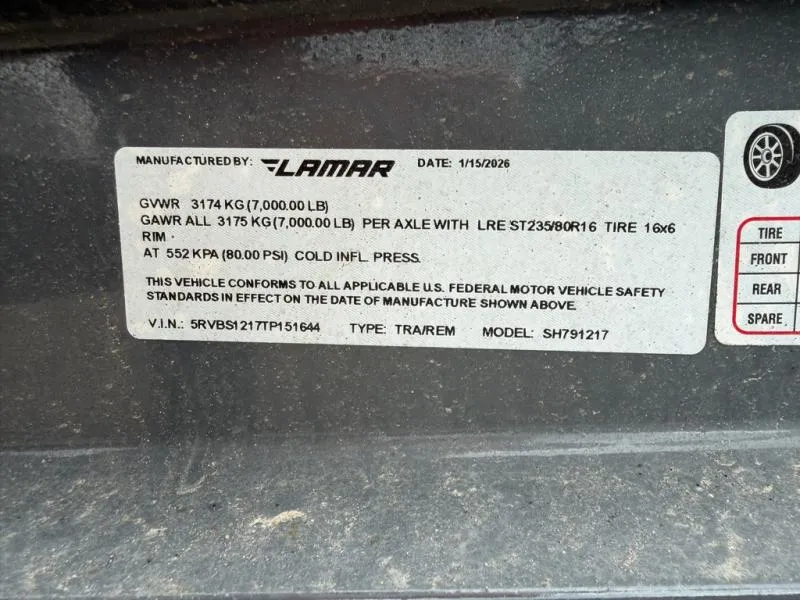 MANUFACTURED BY: LAMAR DATE: 1/15/2026
GVWR 3174 KG (7,000.00 LB)
GAWR ALL 3175 KG (7,000.00 LB) PER AXLE WITH LRE ST235/80R16 TIRE 16x6
RIM
AT 552 KPA (80.00 PSI) COLD INFL. PRESS.
THIS VEHICLE CONFORMS TO ALL APPLICABLE U.S. FEDERAL MOTOR VEHICLE SAFETY
STANDARDS IN EFFECT ON THE DATE OF MANUFACTURE SHOWN ABOVE.
V.I.N.: 5RVBS1217TP151644 TYPE: TRA/REM MODEL: SH791217
TIRE
FRONT
REAR
SPARE